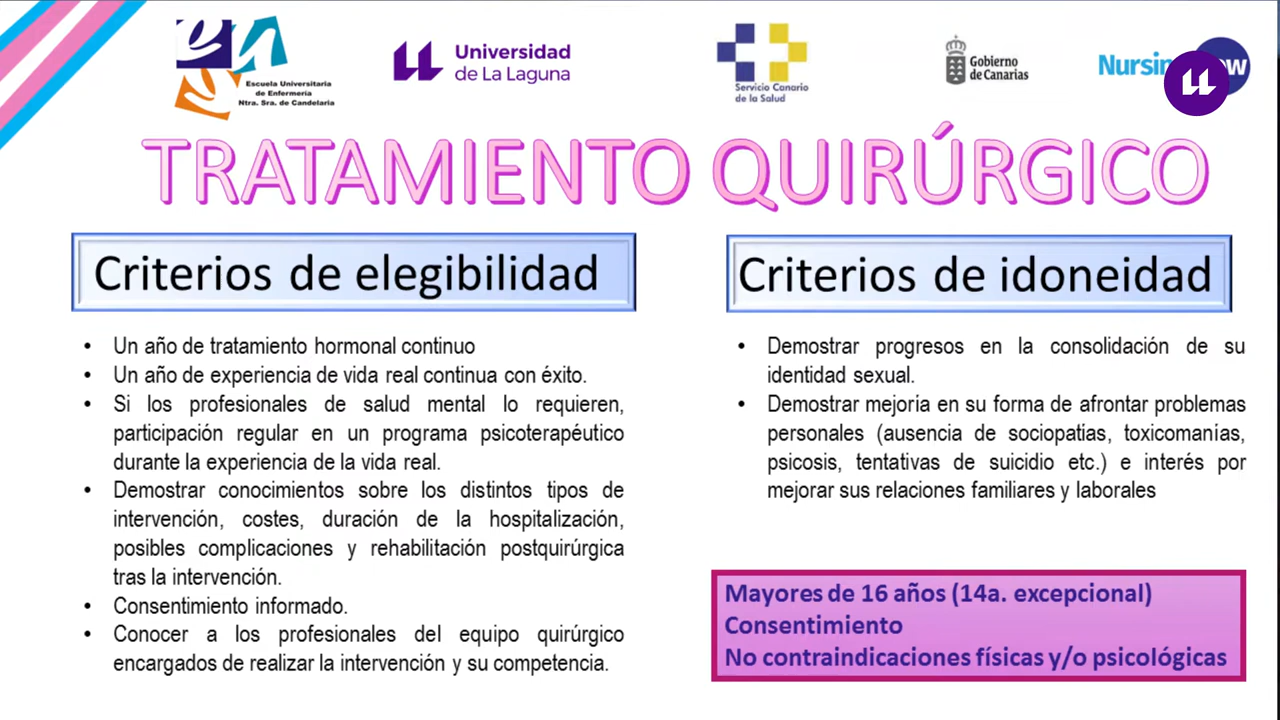 en
Escuela Universitaria
de Enfermería
Ntra. Sra. de Candelaria
Universidad
de La Laguna
Servicio Canario
de la Salud
Gobierno
de Canarias
TRATAMIENTO QUIRÚRGICO
Criterios de elegibilidad
• Un año de tratamiento hormonal continuo
• Un año de experiencia de vida real continua con éxito.
• Si los profesionales de salud mental lo requieren,
participación regular en un programa psicoterapéutico
durante la experiencia de la vida real.
• Demostrar conocimientos sobre los distintos tipos de
intervención, costes, duración de la hospitalización,
posibles complicaciones y rehabilitación postquirúrgica
tras la intervención.
• Consentimiento informado.
• Conocer a los profesionales del equipo quirúrgico
encargados de realizar la intervención y su competencia.
Criterios de idoneidad
• Demostrar progresos en la consolidación de su
identidad sexual.
• Demostrar mejoría en su forma de afrontar problemas
personales (ausencia de sociopatías, toxicomanías,
psicosis, tentativas de suicidio etc.) e interés por
mejorar sus relaciones familiares y laborales
Mayores de 16 años (14a. excepcional)
Consentimiento
No contraindicaciones físicas y/o psicológicas